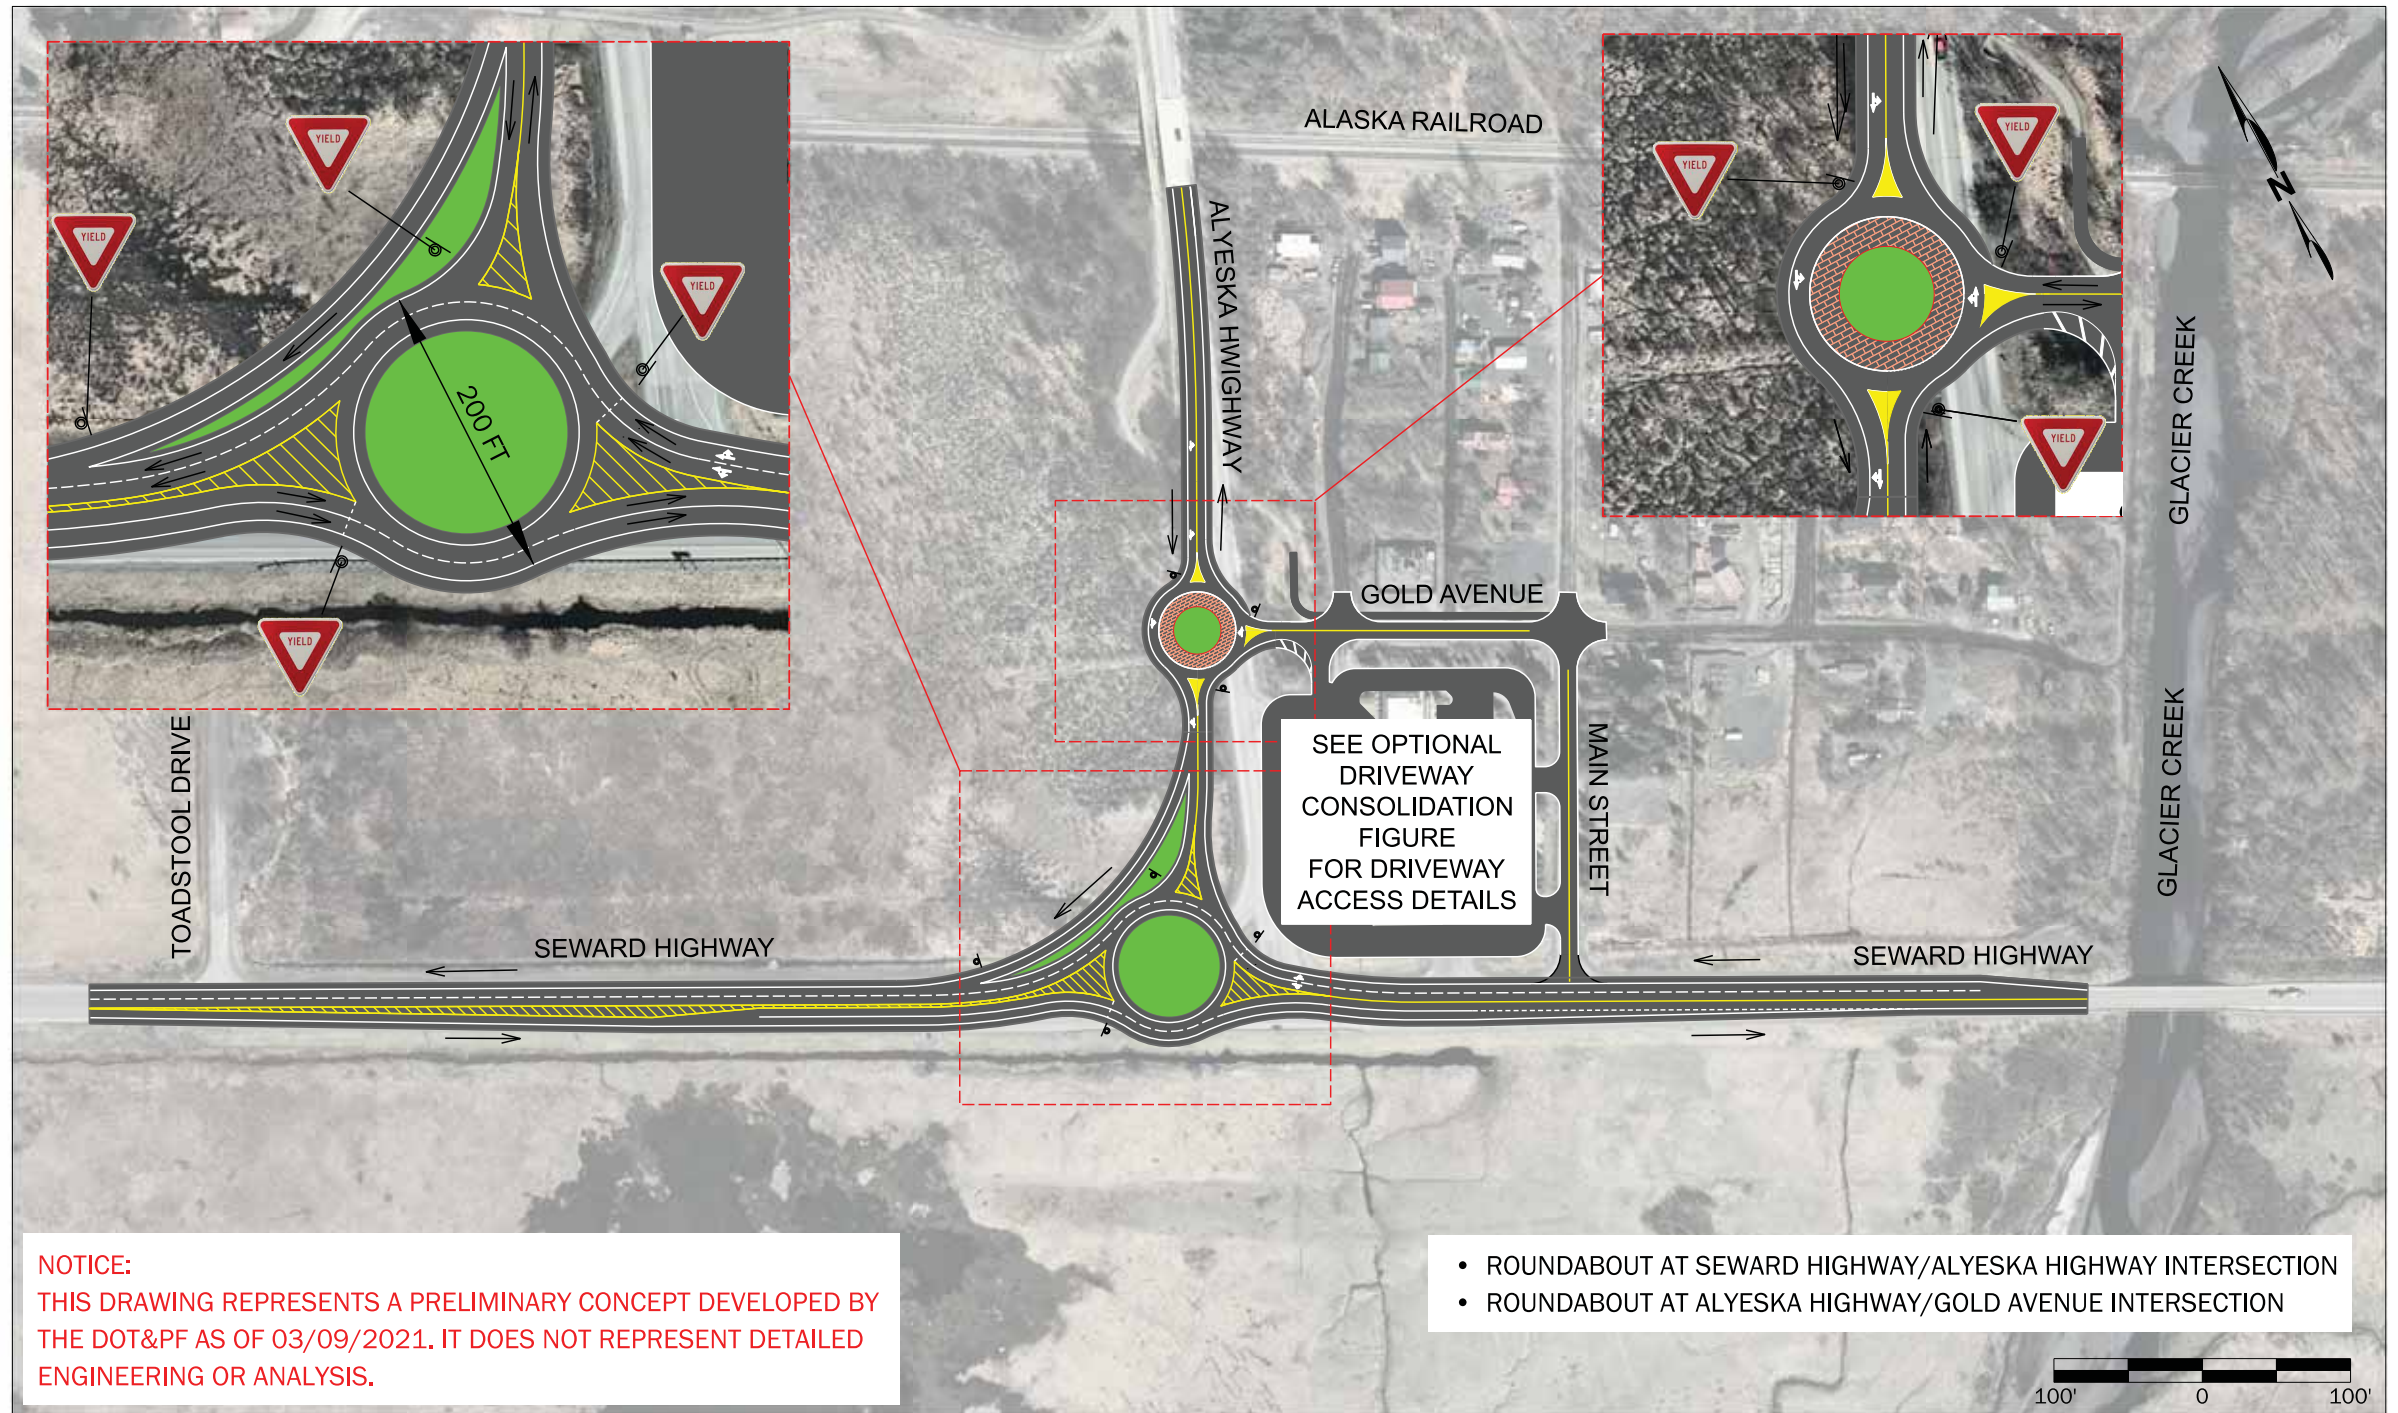 ALASKA RAILROAD
YIELD
YIELD
YIELD
YIELD
200 FT
YIELD
YIELD
YIELD
N
ALYESKA HWIGHWAY
GLACIER CREEK
GOLD AVENUE
SEE OPTIONAL
DRIVEWAY
CONSOLIDATION
FIGURE
FOR DRIVEWAY
ACCESS DETAILS
MAIN STREET
GLACIER CREEK
TOADSTOOL DRIVE
SEWARD HIGHWAY
SEWARD HIGHWAY
NOTICE:
THIS DRAWING REPRESENTS A PRELIMINARY CONCEPT DEVELOPED BY
THE DOT&PF AS OF 03/09/2021. IT DOES NOT REPRESENT DETAILED
ENGINEERING OR ANALYSIS.
• ROUNDABOUT AT SEWARD HIGHWAY/ALYESKA HIGHWAY INTERSECTION
• ROUNDABOUT AT ALYESKA HIGHWAY/GOLD AVENUE INTERSECTION
100' 0 100'